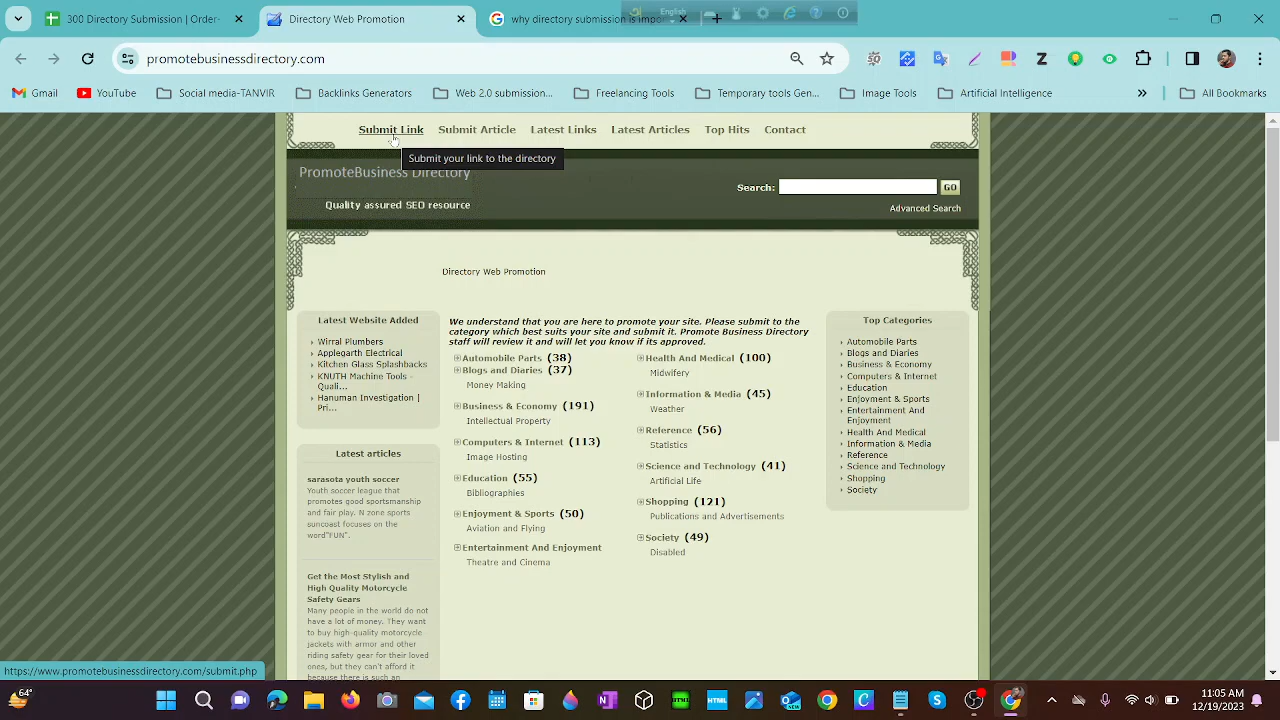 300 Directory Submission | Order-
PromoteBusiness Directory
why directory submission is impo
English
promotebusinessdirectory.com
Gmail
YouTube
Social media-TANVIR
Backlinks Generators
Web 2.0 submission...
Freelancing Tools
Temporary tools Gen...
Image Tools
Artificial Intelligence
All Bookmarks
Submit Link
Submit Article
Latest Links
Latest Articles
Top Hits
Contact
Submit your link to the directory
PromoteBusiness Directory
Quality assured SEO resource
Search:
GO
Advanced Search
Directory Web Promotion
Latest Website Added
Wirral Plumbers
Applegarth Electrical
Kitchen Glass Splashbacks
KNUTH Machine Tools -
Quali...
Hanuman Investigation |
Pri...
Latest articles
sarasota youth soccer
Youth soccer league that
promotes good sportsmanship
and fair play. N zone sports
suncoast focuses on the
word"FUN".
Get the Most Stylish and
High Quality Motorcycle
Safety Gears
Many people in the world do not
have a lot of money. They want
to buy high-quality motorcycle
jackets with armor and other
riding safety gear for their loved
ones, but they can't afford it
because there is such an
We understand that you are here to promote your site. Please submit to the
category which best suits your site and submit it. Promote Business Directory
staff will review it and will let you know if its approved.
Automobile Parts (38)
Blogs and Diaries (37)
Money Making
Business & Economy (191)
Intellectual Property
Computers & Internet (113)
Image Hosting
Education (55)
Bibliographies
Enjoyment & Sports (50)
Aviation and Flying
Entertainment And Enjoyment
Theatre and Cinema
Health And Medical (100)
Midwifery
Information & Media (45)
Weather
Reference (56)
Statistics
Science and Technology (41)
Artificial Life
Shopping (121)
Publications and Advertisements
Society (49)
Disabled
Top Categories
Automobile Parts
Blogs and Diaries
Business & Economy
Computers & Internet
Education
Enjoyment & Sports
Entertainment And
Enjoyment
Health And Medical
Information & Media
Reference
Science and Technology
Shopping
Society
https://www.promotebusinessdirectory.com/submit.php
64°
11:05 AM
12/19/2023